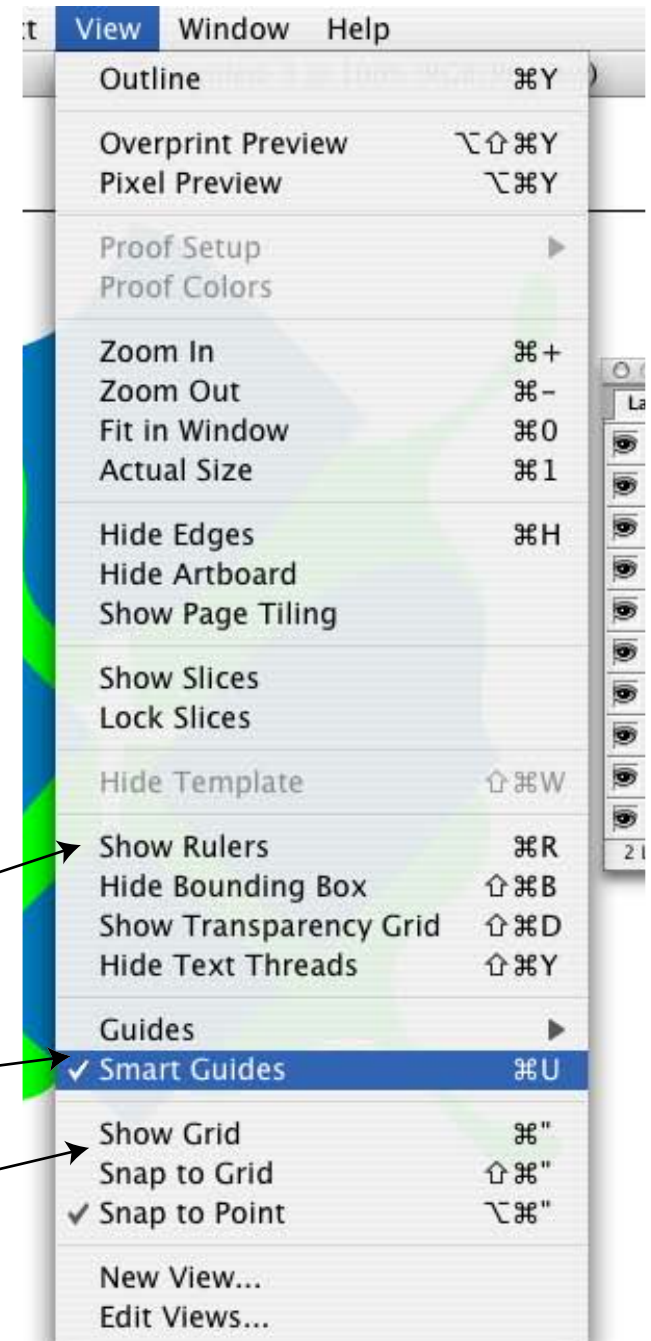 View Window Help
Outline ⌘Y
Overprint Preview ⌥⇧⌘Y
Pixel Preview ⌥⌘Y
Proof Setup
Proof Colors
Zoom In ⌘+
Zoom Out ⌘-
Fit in Window ⌘0
Actual Size ⌘1
Hide Edges ⌘H
Hide Artboard
Show Page Tiling
Show Slices
Lock Slices
Hide Template ⇧⌘W
Show Rulers ⌘R
Hide Bounding Box ⇧⌘B
Show Transparency Grid ⇧⌘D
Hide Text Threads ⇧⌘Y
Guides
✓ Smart Guides ⌘U
Show Grid ⌘"
Snap to Grid ⇧⌘"
✓ Snap to Point ⌥⌘"
New View...
Edit Views...